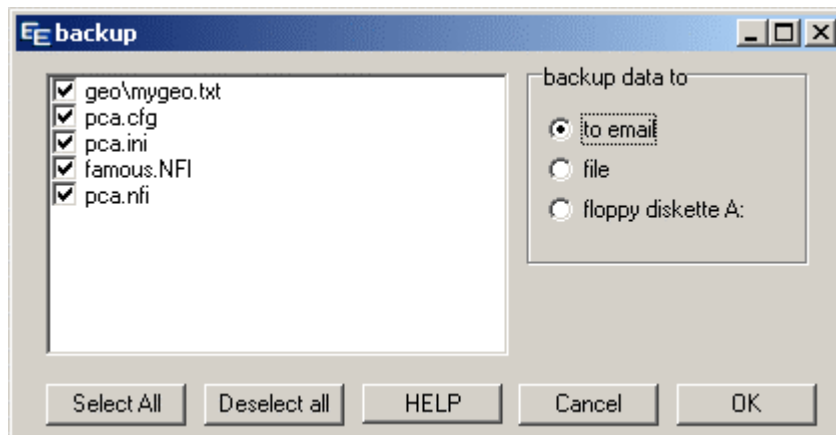 EE backup
geo\mygeo.txt
pca.cfg
pca.ini
famous.NFI
pca.nfi
backup data to
to email
file
floppy diskette A:
Select All Deselect all HELP Cancel OK